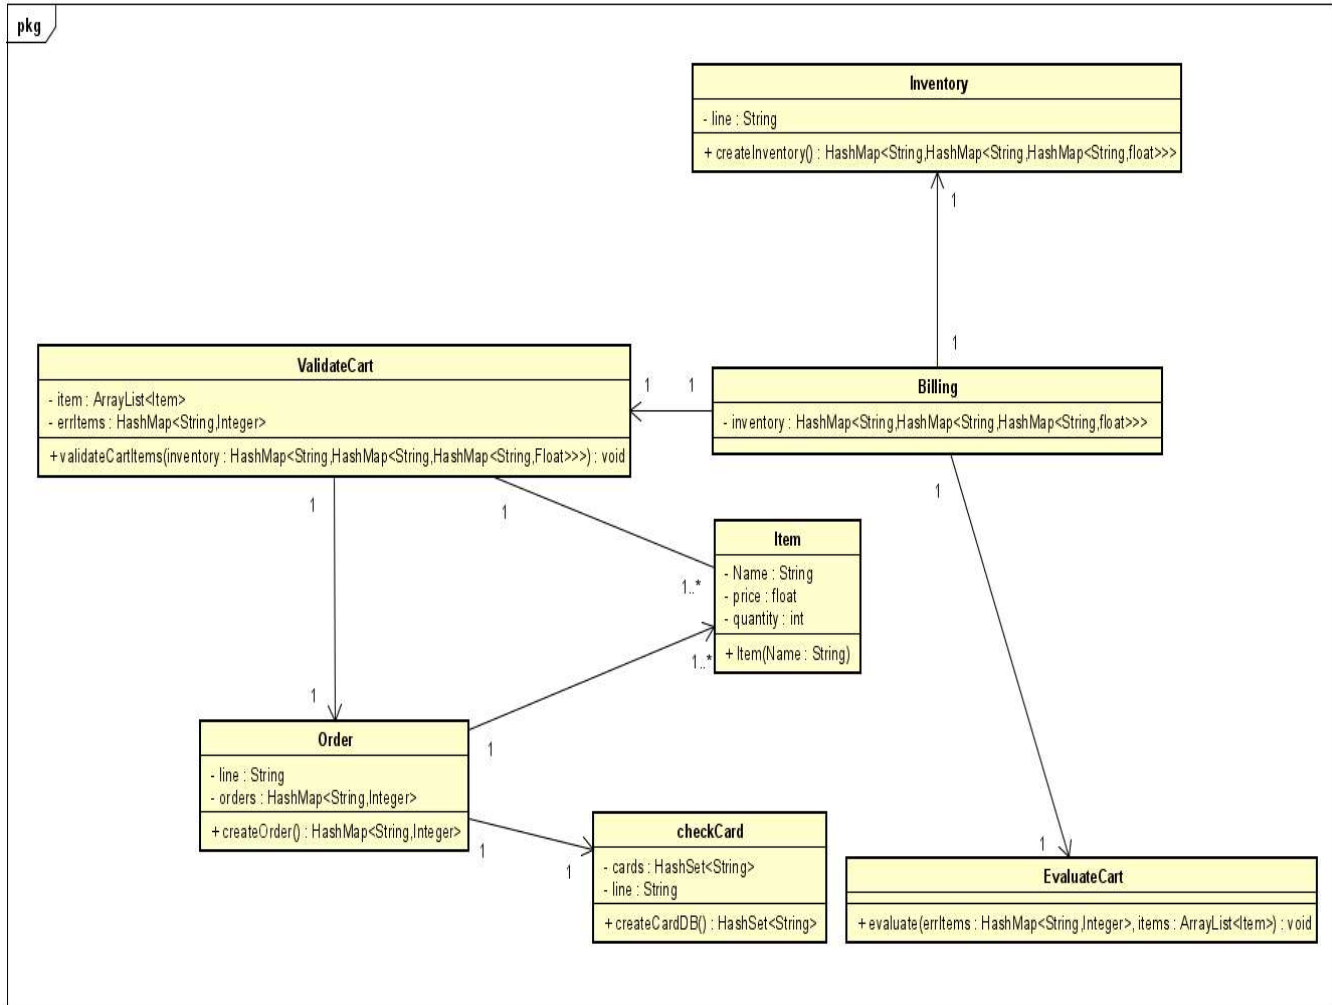 pkg
Inventory
- line : String
+ createInventory() : HashMap<String,HashMap<String,HashMap<String,float>>>
1
1
ValidateCart
- item : ArrayList<Item>
- errItems : HashMap<String,Integer>
+ validateCartItems(inventory : HashMap<String,HashMap<String,HashMap<String,Float>>>) : void
1
1
Billing
- inventory : HashMap<String,HashMap<String,HashMap<String,float>>>
1
1
1
Item
- Name : String
- price : float
- quantity : int
+ Item(Name : String)
1..*
1..*
1
1
Order
- line : String
- orders : HashMap<String,Integer>
+ createOrder() : HashMap<String,Integer>
1
1
checkCard
- cards : HashSet<String>
- line : String
+ createCardDB() : HashSet<String>
1
EvaluateCart
+ evaluate(errItems : HashMap<String,Integer>, items : ArrayList<Item>) : void